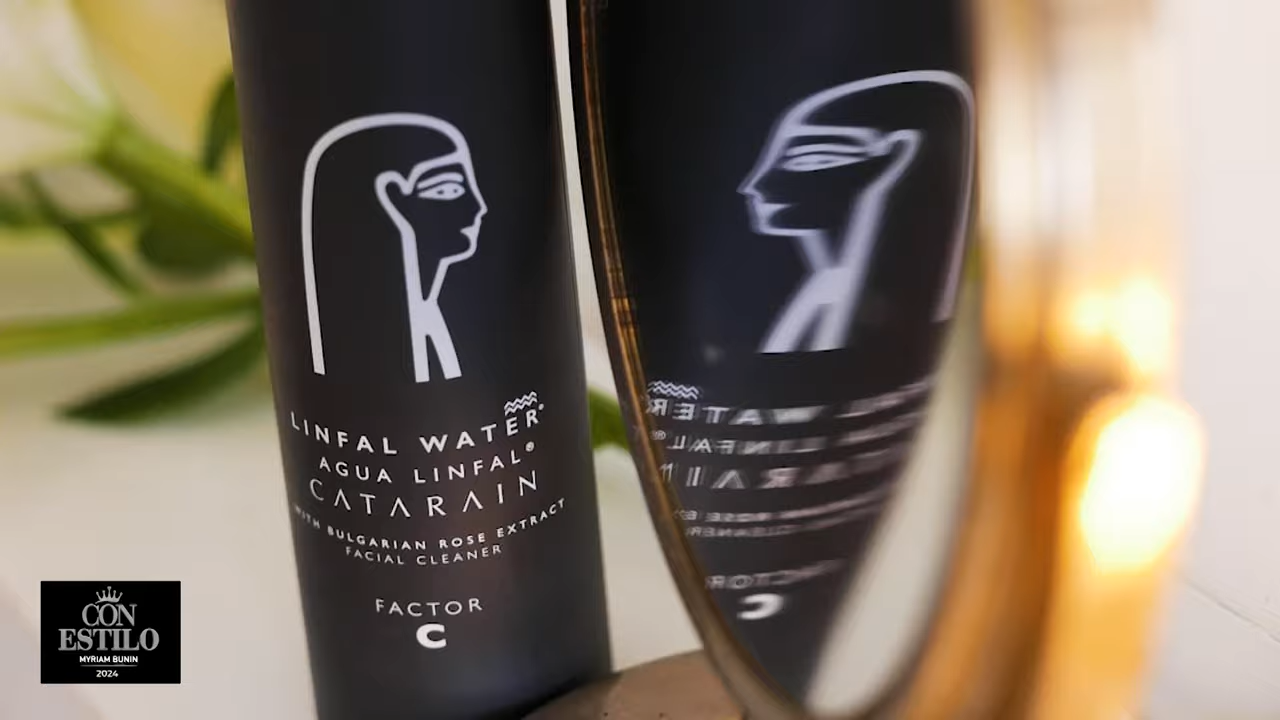 LINFAL WATER®
AGUA LINFAL®
CATARAIN
WITH BULGARIAN ROSE EXTRACT
FACIAL CLEANER
FACTOR
C
CON
ESTILO
MYRIAM BUNIN
2024